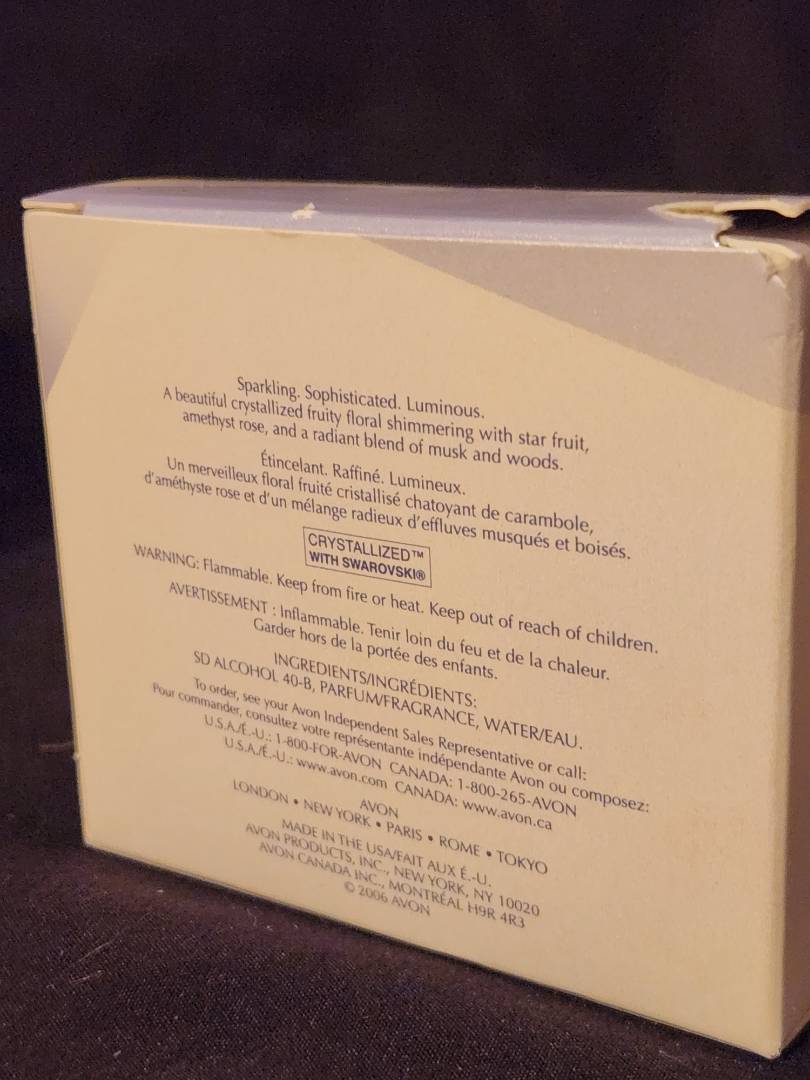 Sparkling. Sophisticated. Luminous.
A beautiful crystallized fruity floral shimmering with star fruit,
amethyst rose, and a radiant blend of musk and woods.
Étincelant. Raffiné. Lumineux.
Un merveilleux floral fruité cristallisé chatoyant de carambole,
d'améthyste rose et d'un mélange radieux d'effluves musqués et boisés.
CRYSTALLIZED™
WITH SWAROVSKI®
WARNING: Flammable. Keep from fire or heat. Keep out of reach of children.
AVERTISSEMENT : Inflammable. Tenir loin du feu et de la chaleur.
Garder hors de la portée des enfants.
INGREDIENTS/INGRÉDIENTS:
SD ALCOHOL 40-B, PARFUM/FRAGRANCE, WATER/EAU.
To order, see your Avon Independent Sales Representative or call:
Pour commander, consultez votre représentante indépendante Avon ou composez:
U.S.A./É.-U.: 1-800-FOR-AVON CANADA: 1-800-265-AVON
U.S.A./É.-U.: www.avon.com CANADA: www.avon.ca
AVON
LONDON • NEW YORK • PARIS • ROME • TOKYO
MADE IN THE USA/FAIT AUX É.-U.
AVON PRODUCTS, INC., NEW YORK, NY 10020
AVON CANADA INC., MONTRÉAL H9R 4R3
© 2006 AVON